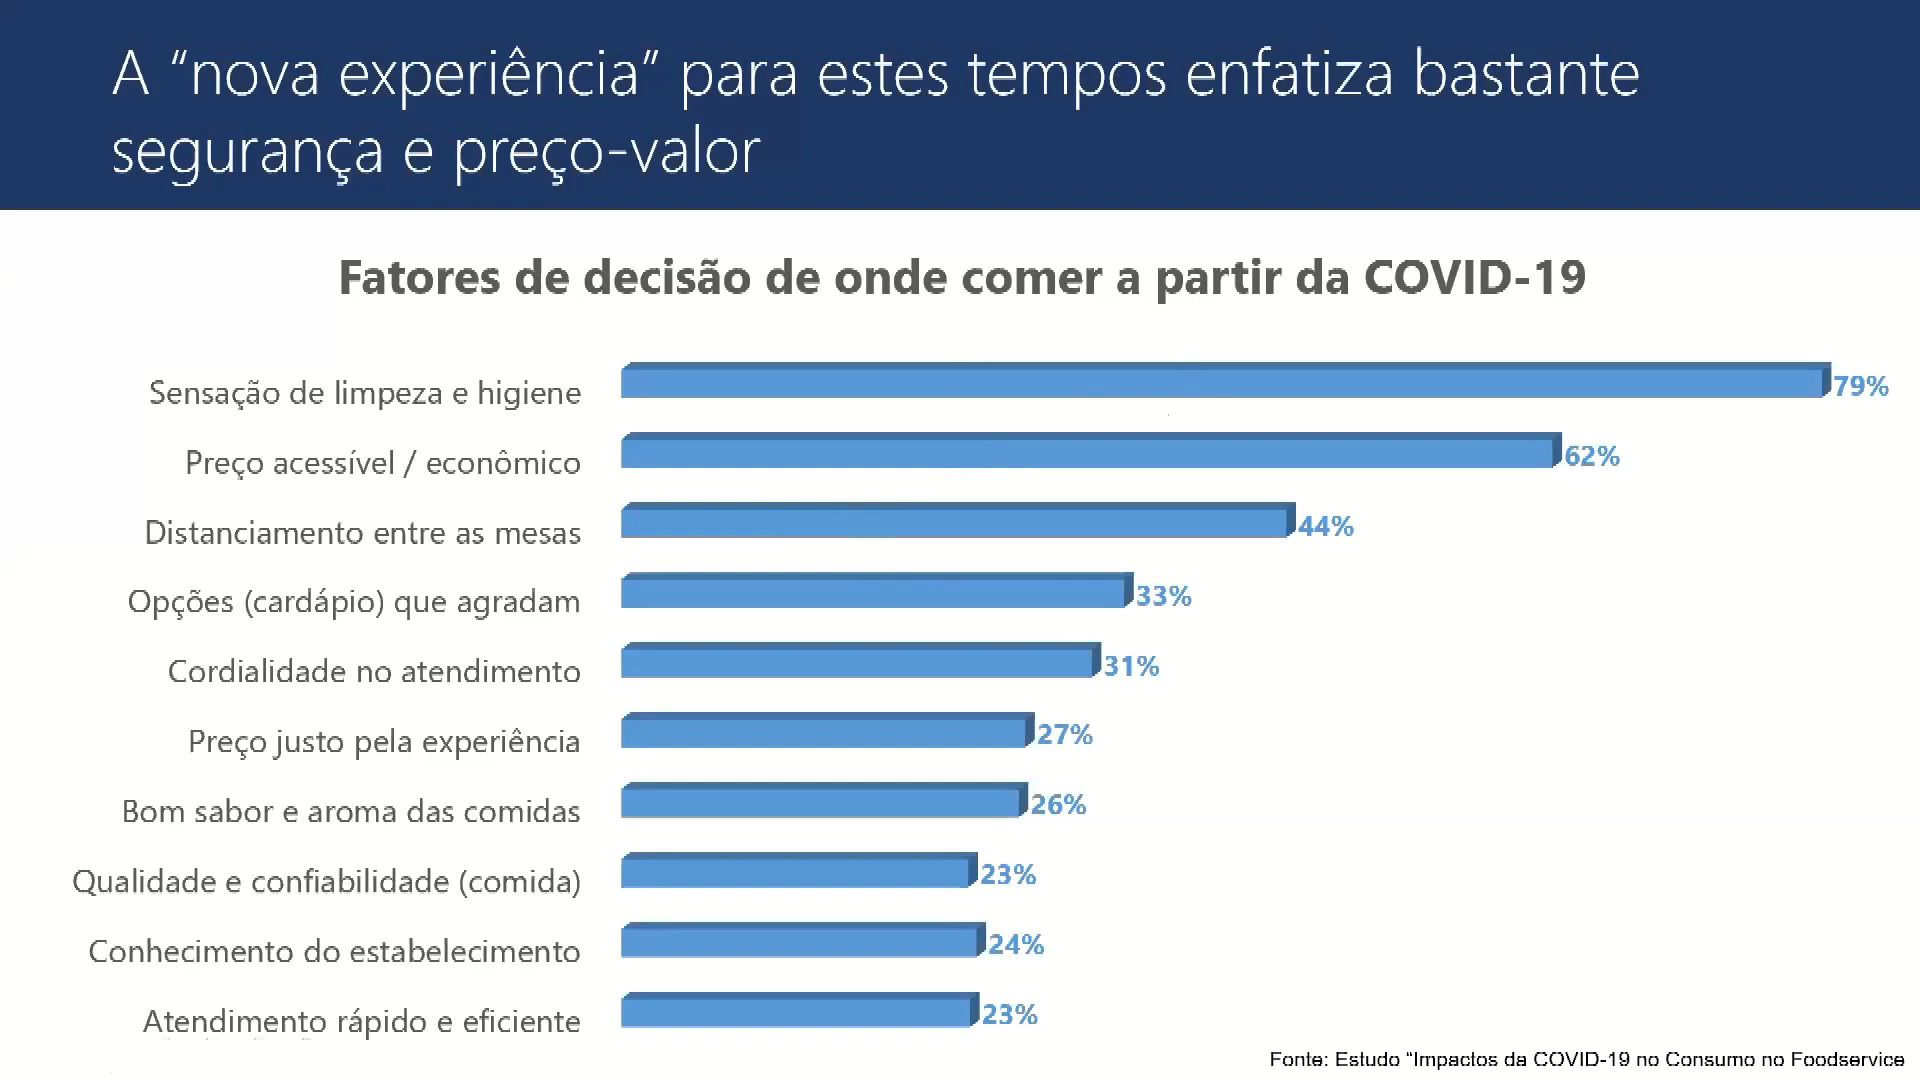 A “nova experiência” para estes tempos enfatiza bastante
segurança e preço-valor
Fatores de decisão de onde comer a partir da COVID-19
Sensação de limpeza e higiene 79%
Preço acessível / econômico 62%
Distanciamento entre as mesas 44%
Opções (cardápio) que agradam 33%
Cordialidade no atendimento 31%
Preço justo pela experiência 27%
Bom sabor e aroma das comidas 26%
Qualidade e confiabilidade (comida) 23%
Conhecimento do estabelecimento 24%
Atendimento rápido e eficiente 23%
Fonte: Estudo “Impactos da COVID-19 no Consumo no Foodservice